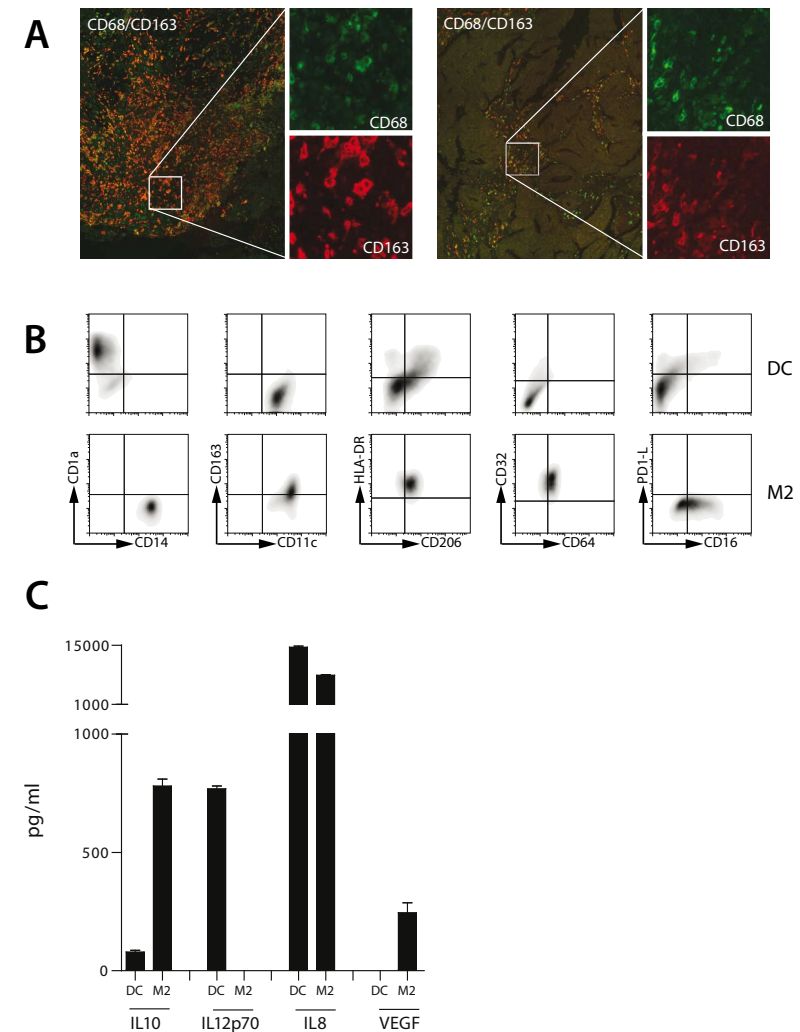 A
CD68/CD163
CD68
CD163
CD68/CD163
CD68
CD163
B
DC
CD1a
CD14
CD163
CD11c
HLA-DR
CD206
CD32
CD64
PD1-L
CD16
M2
C
15000
1000
1000
500
0
pg/ml
DC M2 DC M2 DC M2 DC M2
IL10 IL12p70 IL8 VEGF